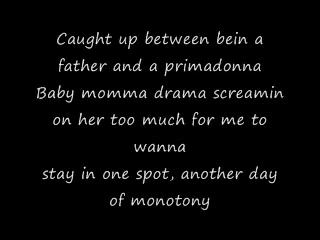 Caught up between bein a
father and a primadonna
Baby momma drama screamin
on her too much for me to
wanna
stay in one spot, another day
of monotony